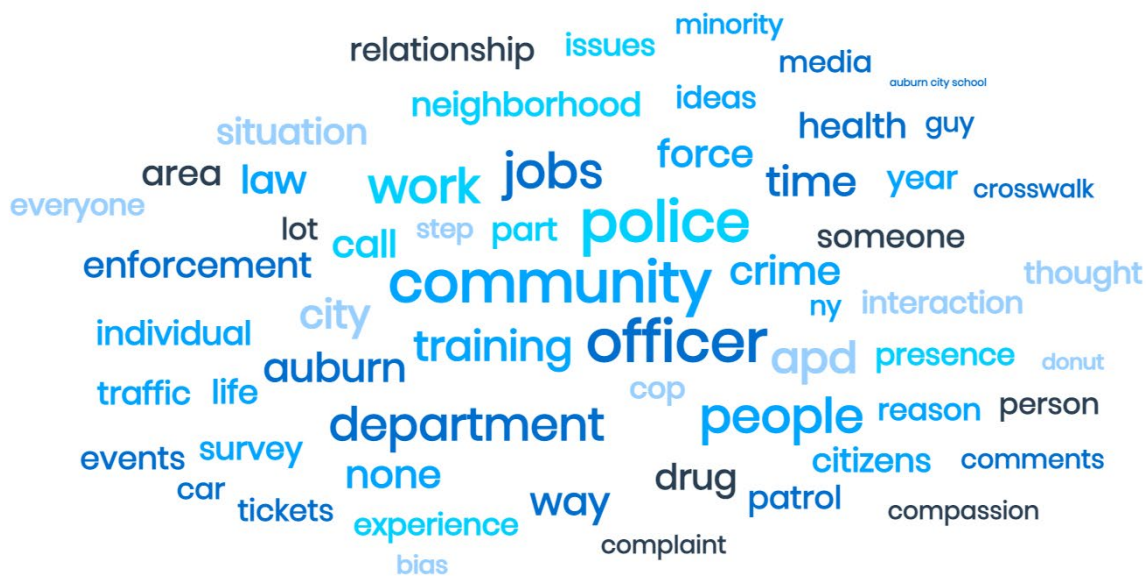 minority
relationship issues
media
auburn city school
neighborhood ideas
situation health guy
area law work jobs force time year crosswalk
everyone
lot call step part police someone
enforcement community crime thought
city ny interaction
individual training officer
auburn apd presence donut
traffic life cop
department people reason person
events survey none drug citizens comments
car way patrol
tickets experience compassion
complaint
bias